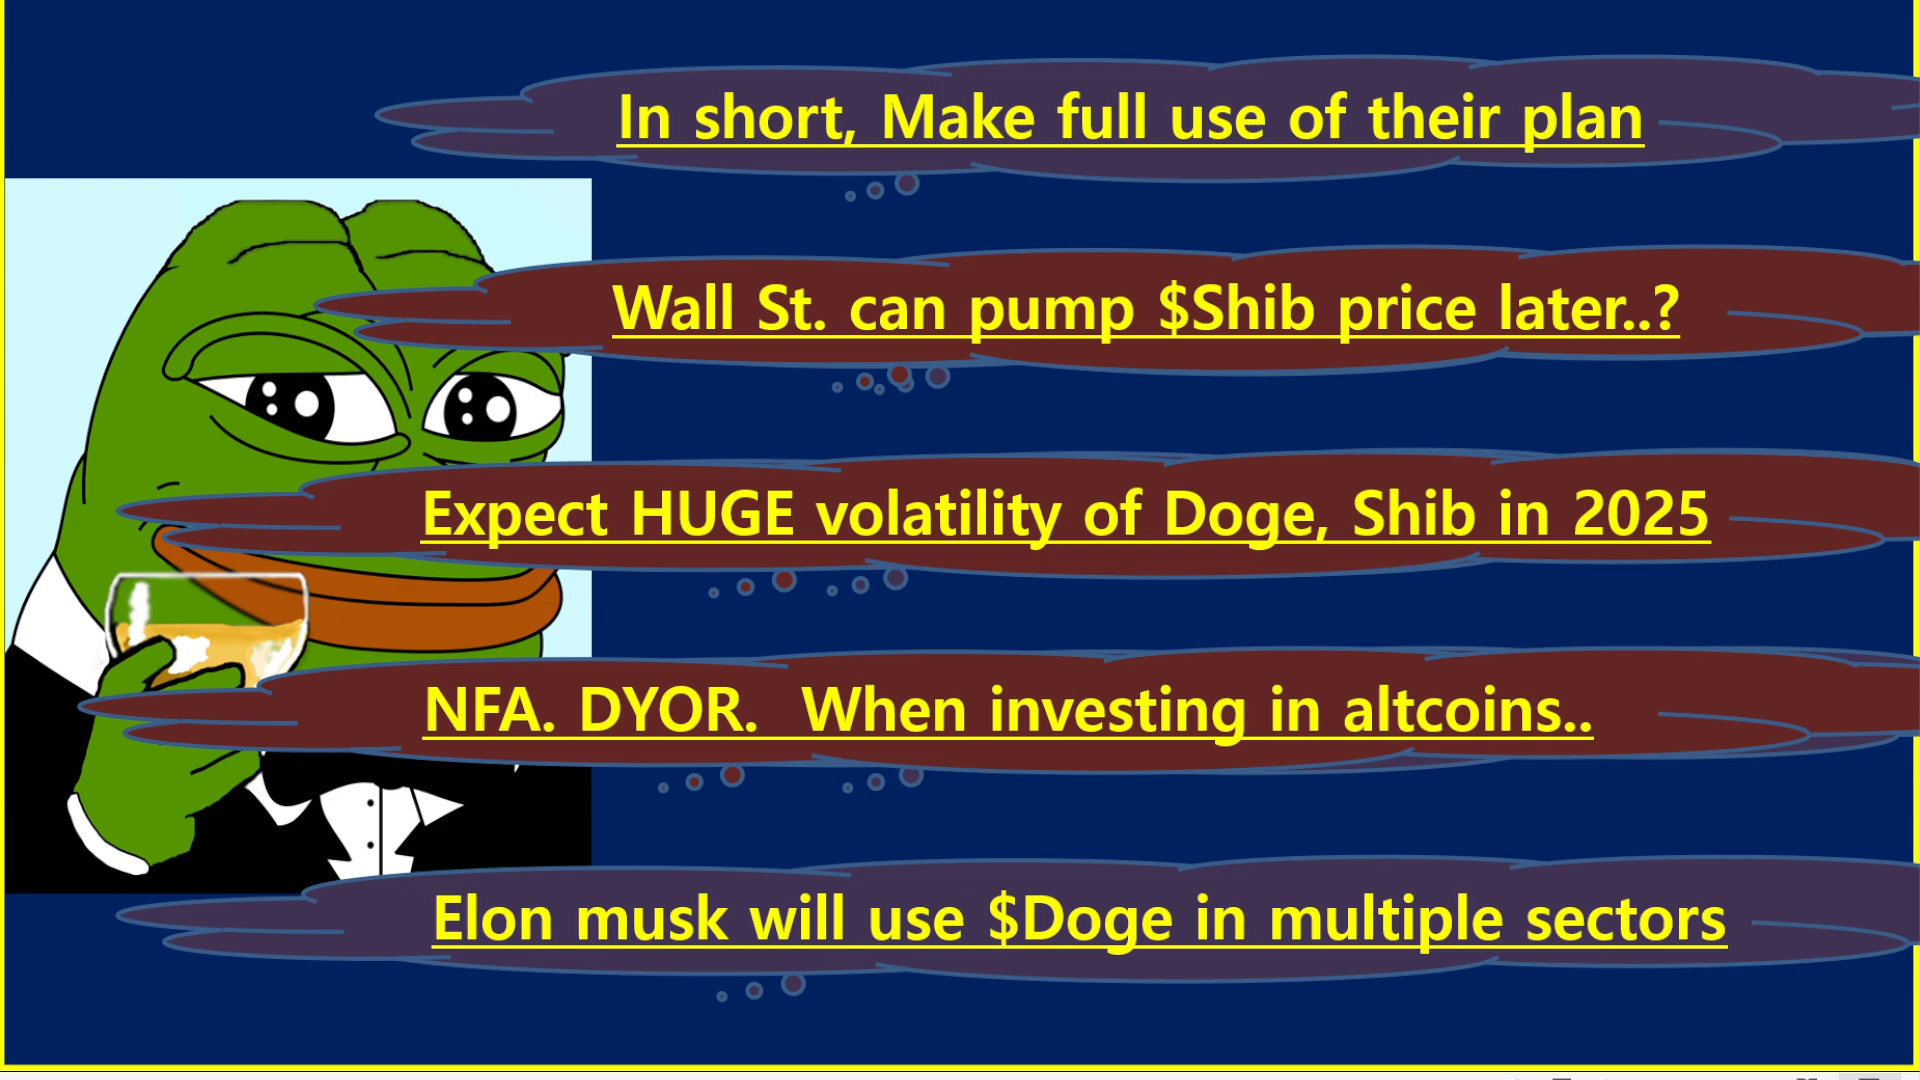 In short, Make full use of their plan
Wall St. can pump $Shib price later..?
Expect HUGE volatility of Doge, Shib in 2025
NFA. DYOR.  When investing in altcoins..
Elon musk will use $Doge in multiple sectors